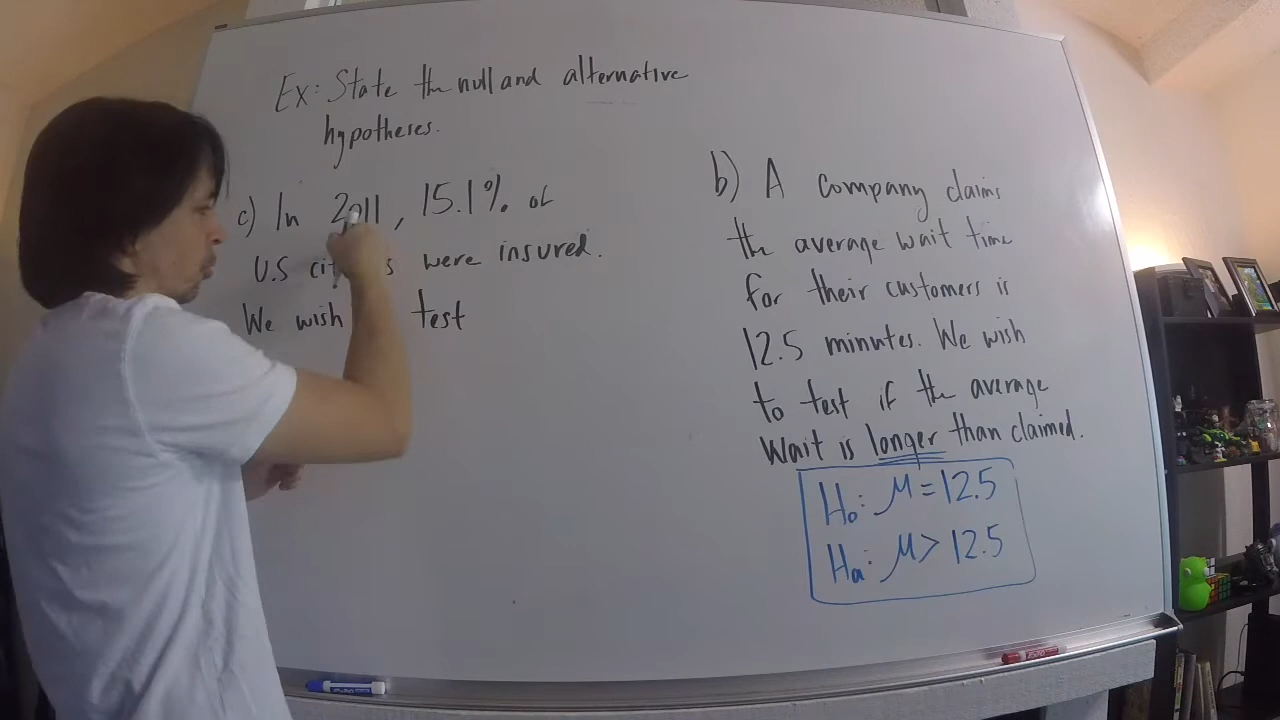 Ex: State the null and alternative
hypotheses.
c) In 2011, 15.1% of
U.S were insured.
We wish test
b) A company claims
the average wait time
for their customers is
12.5 minutes. We wish
to test if the average
Wait is longer than claimed.
H₀: μ = 12.5
Hₐ: μ > 12.5